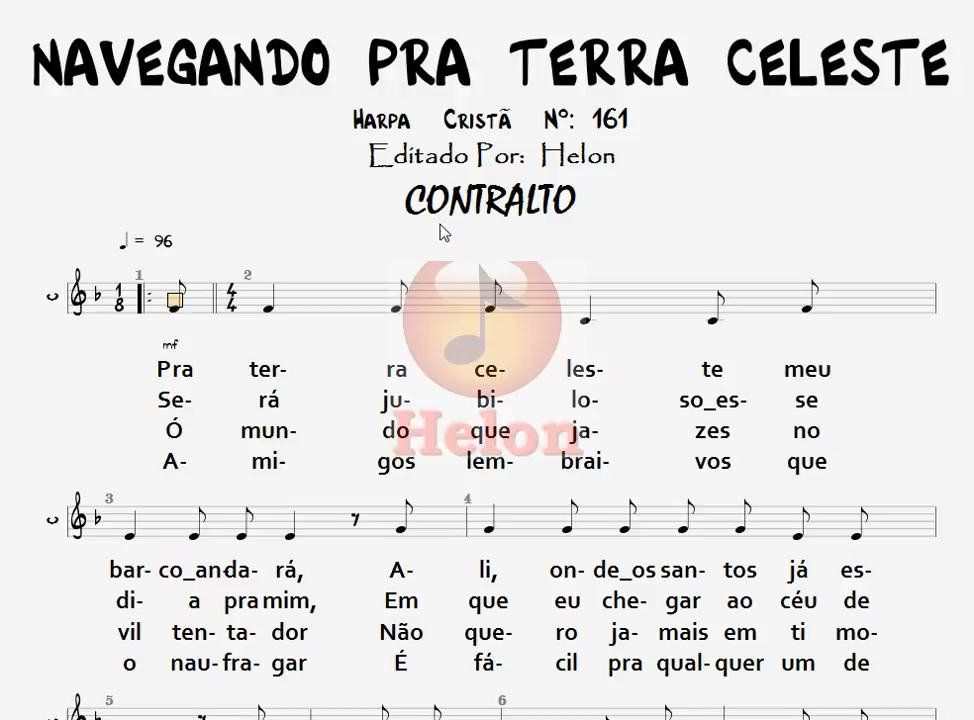 NAVEGANDO PRA TERRA CELESTE
HARPA CRISTÃ Nº: 161
Editado Por: Helon
CONTRALTO
= 96
1 2
1 8 4 4
C
mf
Pra ter- ra ce- les- te meu
Se- rá ju- bi- lo- so_es- se
Ó mun- do que ja- zes no
A- mi- gos lem- brai- vos que
Helon
3 4
C
bar- co_an-da- rá, A- li, on- de_os san- tos já es-
di- a pra mim, Em que eu che- gar ao céu de
vil ten- ta- dor Não que- ro ja- mais em ti mo-
o nau- fra- gar É fá- cil pra qual- quer um de
5 6